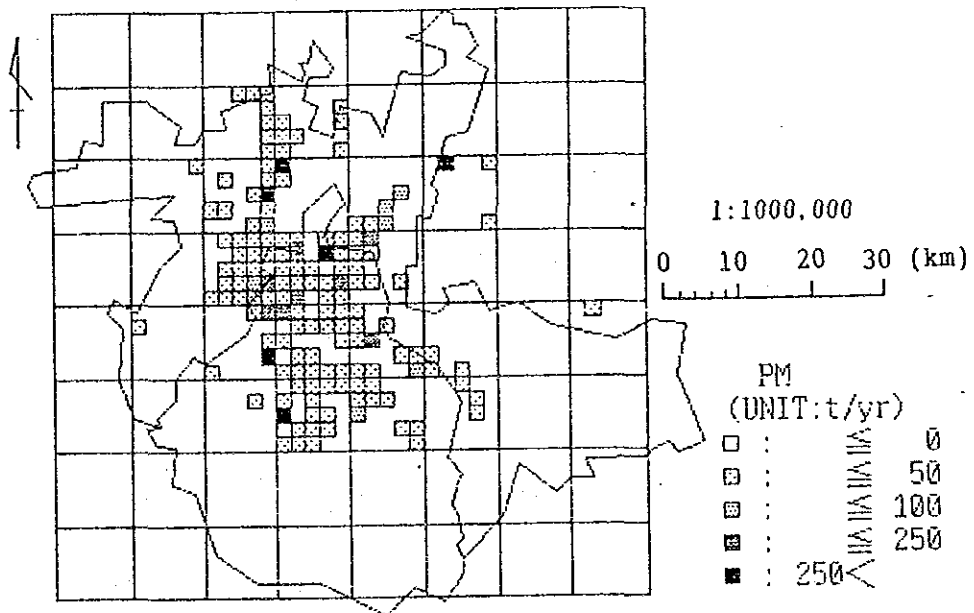 1:1000,000
0 10 20 30 (km)
PM
(UNIT:t/yr)
□ : ≦ 0
: ≦ 50
: ≦ 100
: ≦ 250
■ : 250<